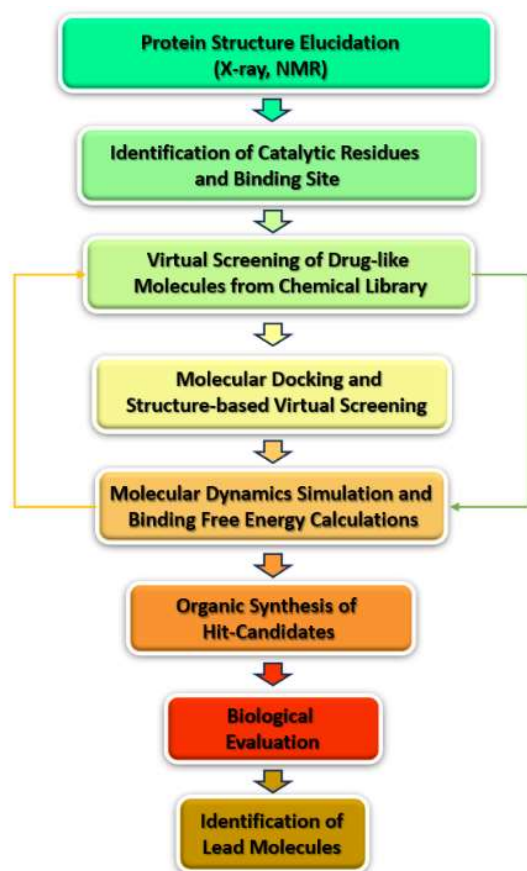 Protein Structure Elucidation
(X-ray, NMR)
Identification of Catalytic Residues
and Binding Site
Virtual Screening of Drug-like
Molecules from Chemical Library
Molecular Docking and
Structure-based Virtual Screening
Molecular Dynamics Simulation and
Binding Free Energy Calculations
Organic Synthesis of
Hit-Candidates
Biological
Evaluation
Identification of
Lead Molecules